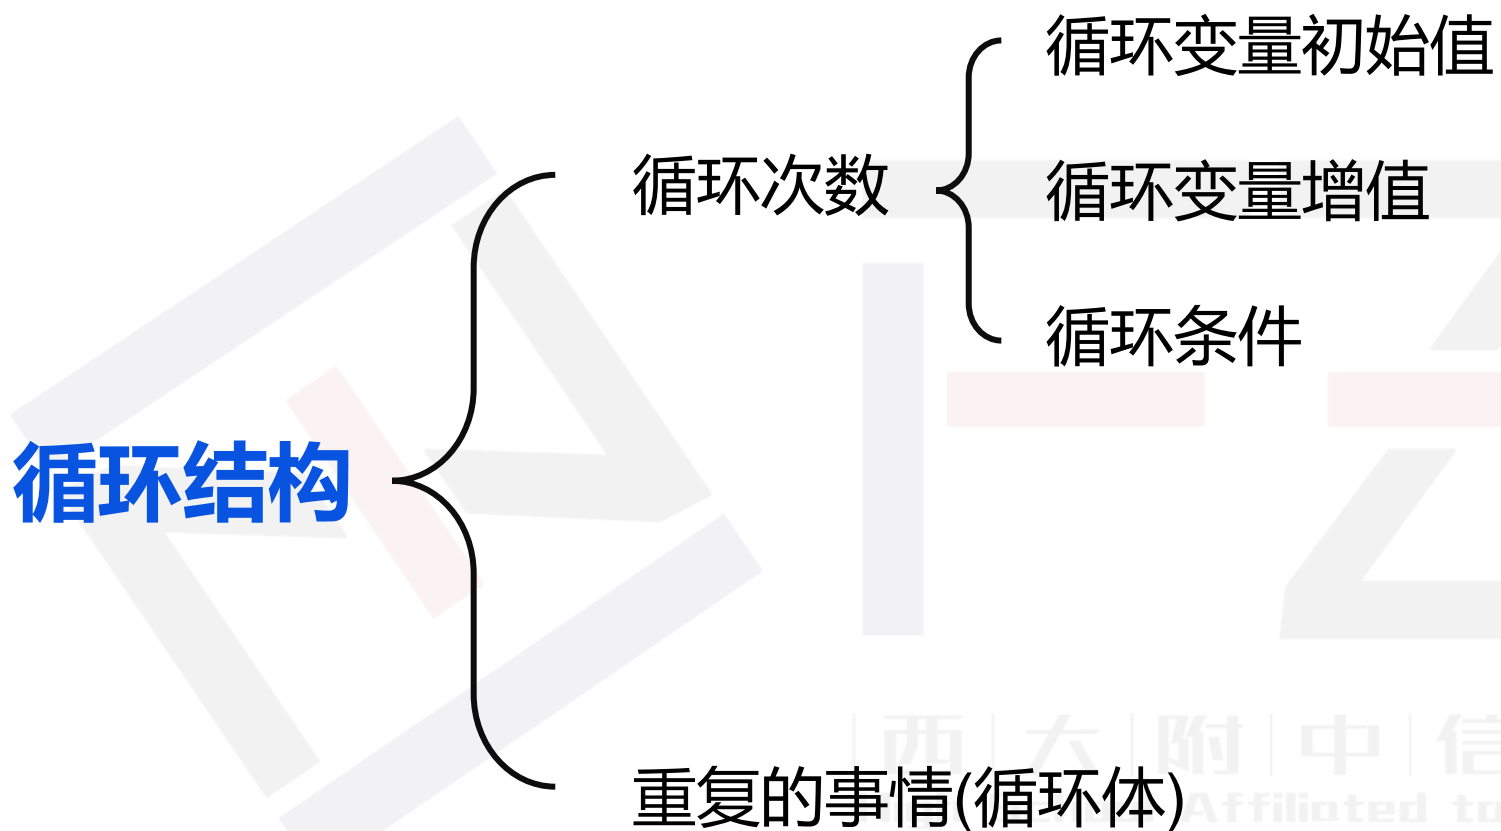 循环变量初始值
循环次数
循环变量增值
循环条件
循环结构
西大附中信
Affiliated to
重复的事情(循环体)